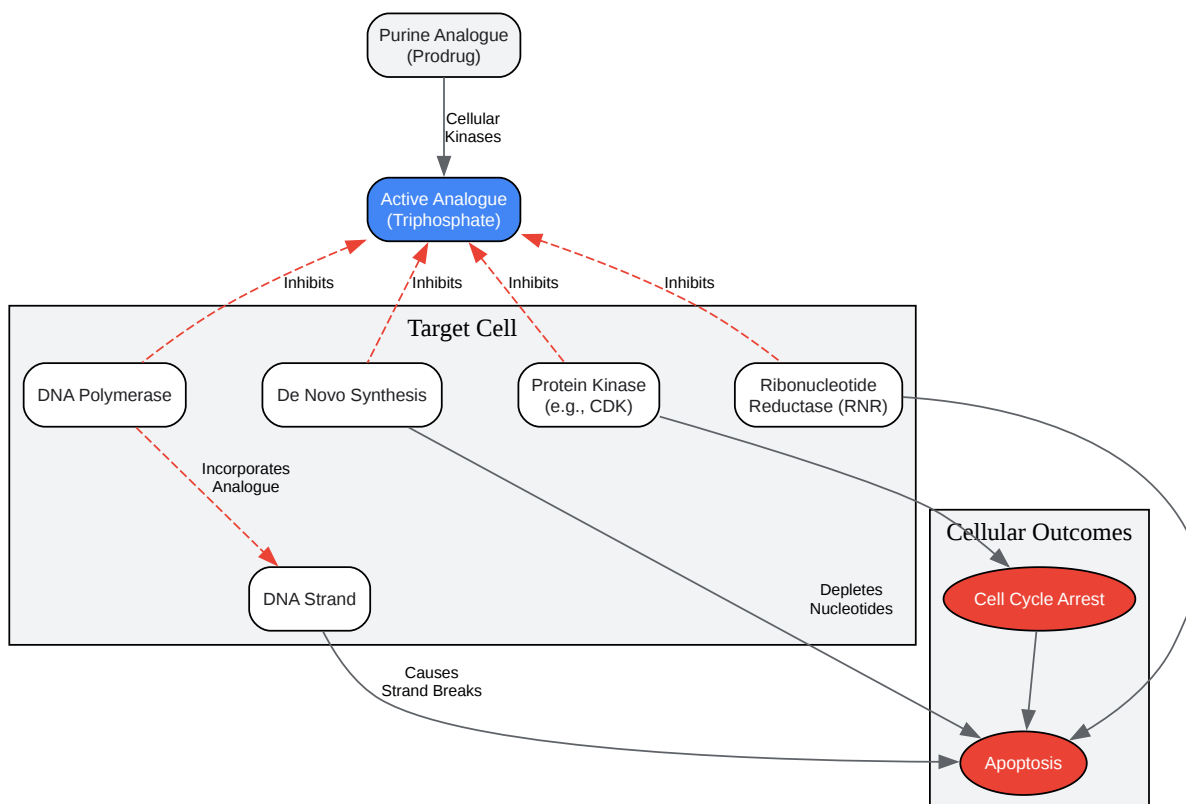 Purine Analogue
(Prodrug)
Cellular
Kinases
Active Analogue
(Triphosphate)
Inhibits
Inhibits
Inhibits
Inhibits
Target Cell
DNA Polymerase
De Novo Synthesis
Protein Kinase
(e.g., CDK)
Ribonucleotide
Reductase (RNR)
Incorporates
Analogue
Cellular Outcomes
DNA Strand
Depletes
Nucleotides
Cell Cycle Arrest
Causes
Strand Breaks
Apoptosis